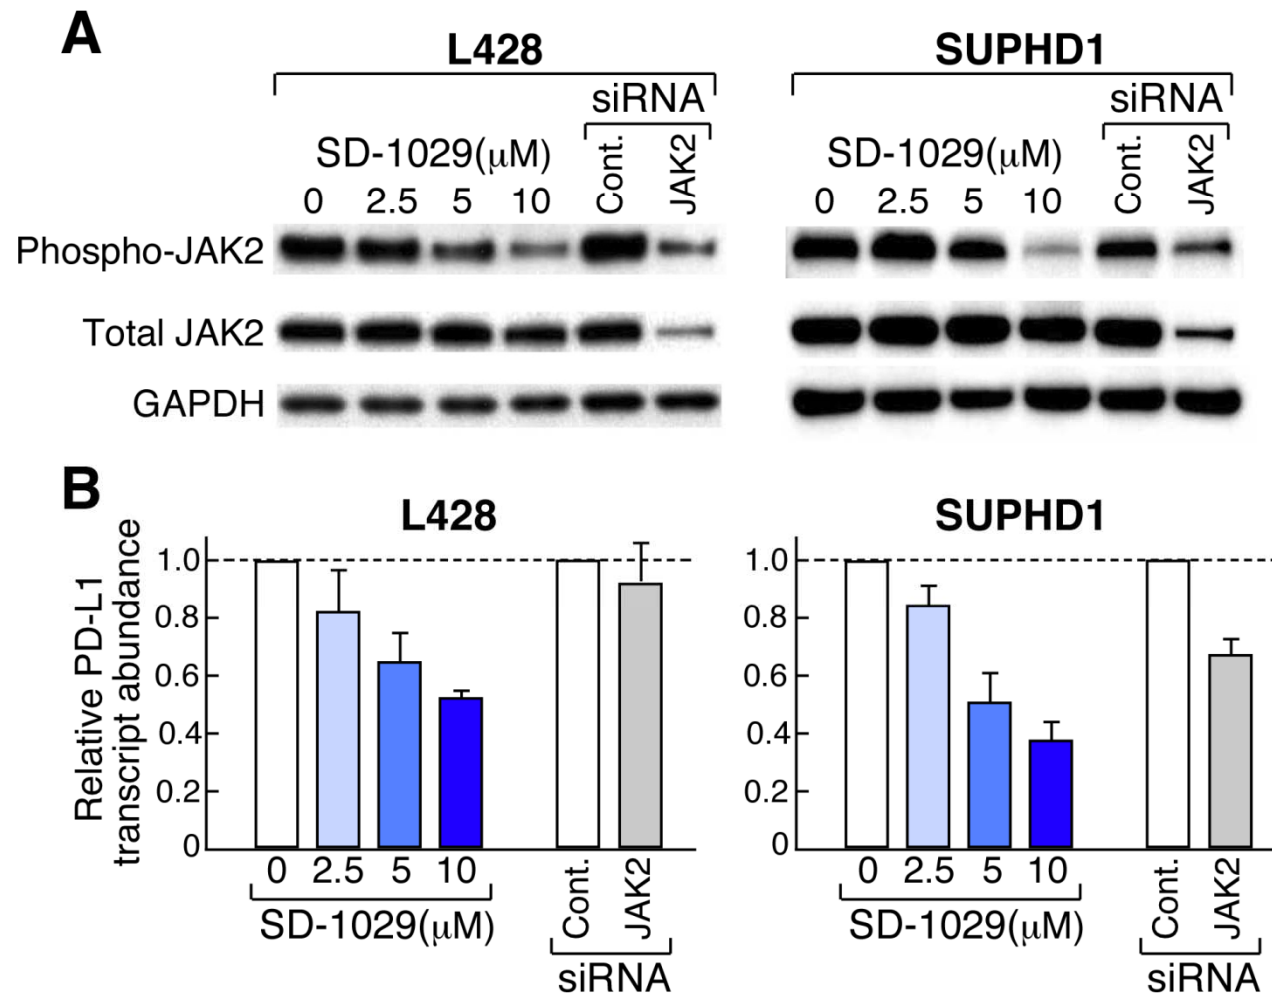 A
L428
SUPHD1
siRNA
siRNA
SD-1029(μM)
Cont.
JAK2
SD-1029(μM)
Cont.
JAK2
0 2.5 5 10
0 2.5 5 10
Phospho-JAK2
Total JAK2
GAPDH
B
L428
SUPHD1
Relative PD-L1
transcript abundance
1.0
0.8
0.6
0.4
0.2
0
0 2.5 5 10
SD-1029(μM)
Cont.
JAK2
siRNA
1.0
0.8
0.6
0.4
0.2
0
0 2.5 5 10
SD-1029(μM)
Cont.
JAK2
siRNA